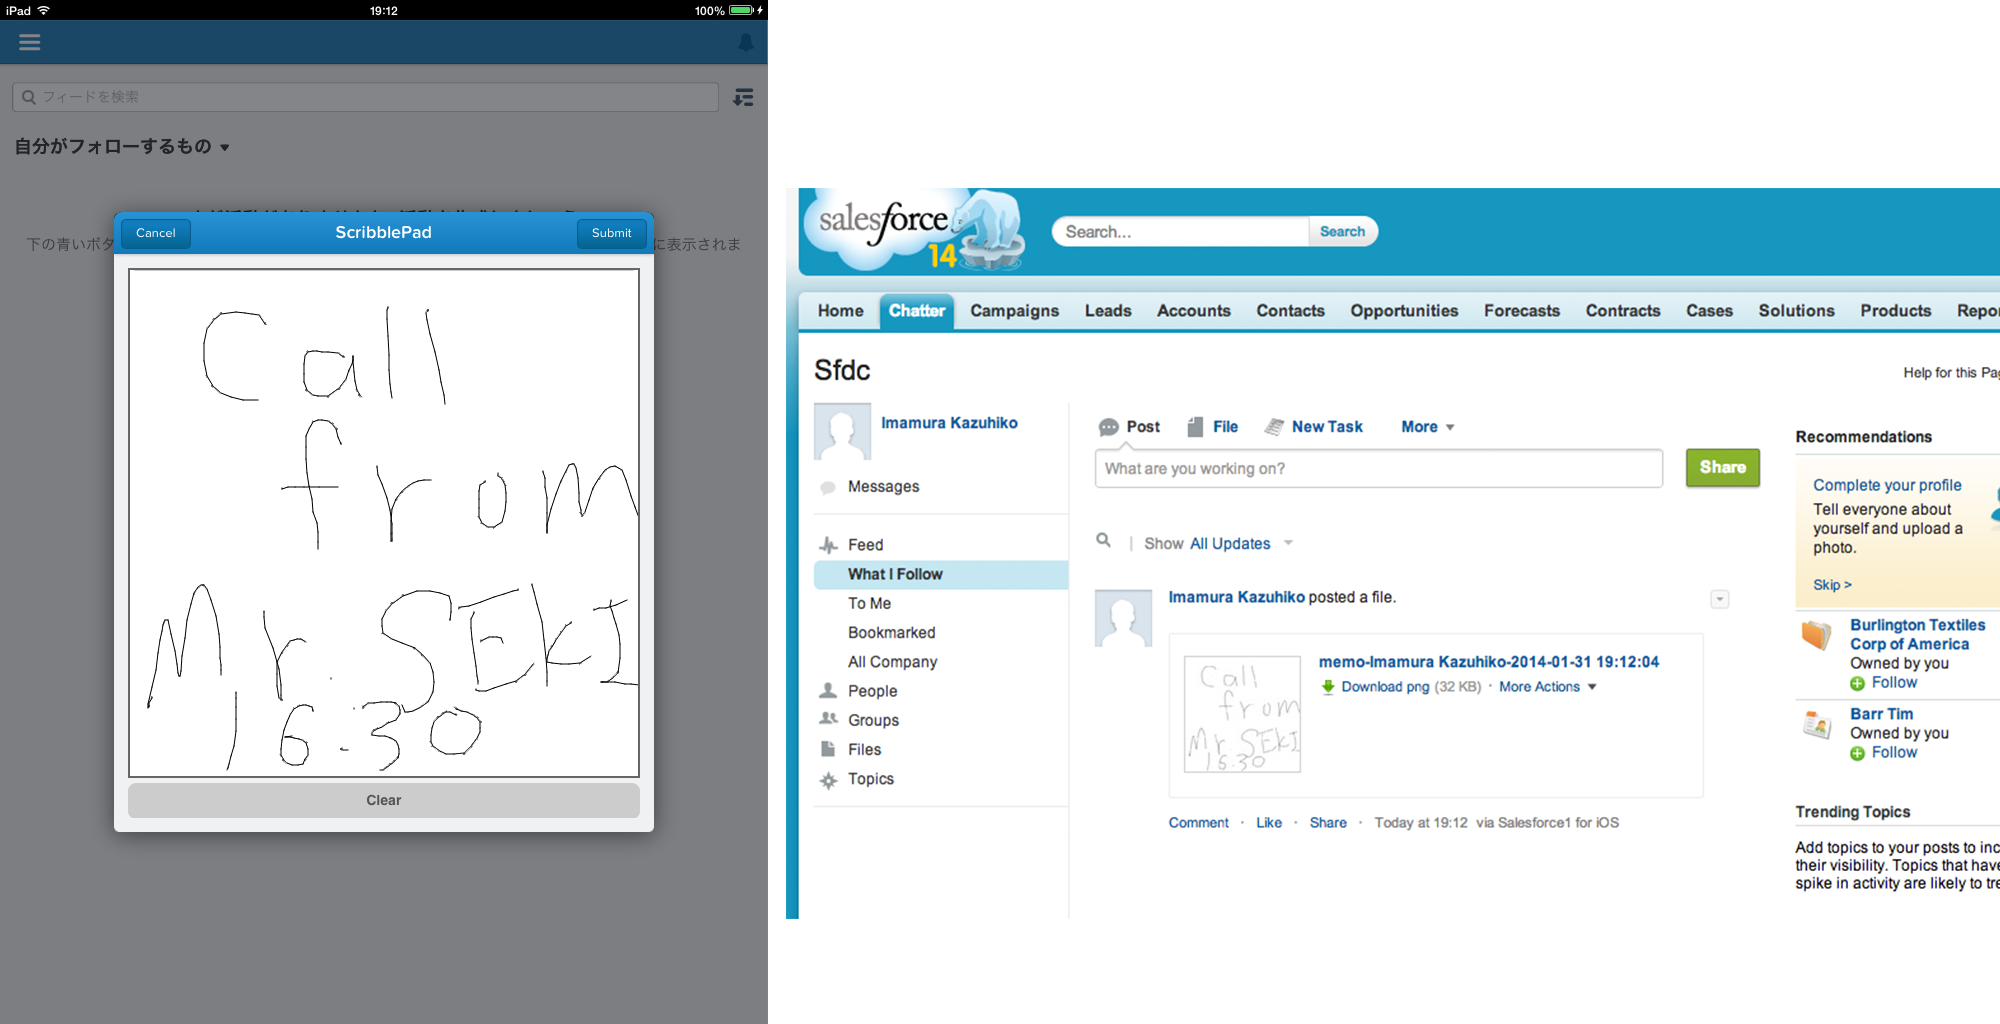 iPad 19:12 100%
フィードを検索
自分がフォローするもの
下の青いボタ に表示されま
Cancel ScribblePad Submit
Call
from
Mr. SEKI
16:30
Clear
salesforce
14
Search... Search
Home Chatter Campaigns Leads Accounts Contacts Opportunities Forecasts Contracts Cases Solutions Products Repo
Sfdc
Help for this Pag
Imamura Kazuhiko
Messages
Feed
What I Follow
To Me
Bookmarked
All Company
People
Groups
Files
Topics
Post File New Task More
What are you working on?
Share
Show All Updates
Imamura Kazuhiko posted a file.
Call
from
Mr. SEKI
16:30
memo-Imamura Kazuhiko-2014-01-31 19:12:04
Download png (32 KB) · More Actions
Comment · Like · Share · Today at 19:12 via Salesforce1 for iOS
Recommendations
Complete your profile
Tell everyone about
yourself and upload a
photo.
Skip >
Burlington Textiles
Corp of America
Owned by you
Follow
Barr Tim
Owned by you
Follow
Trending Topics
Add topics to your posts to inc
their visibility. Topics that have
spike in activity are likely to tre